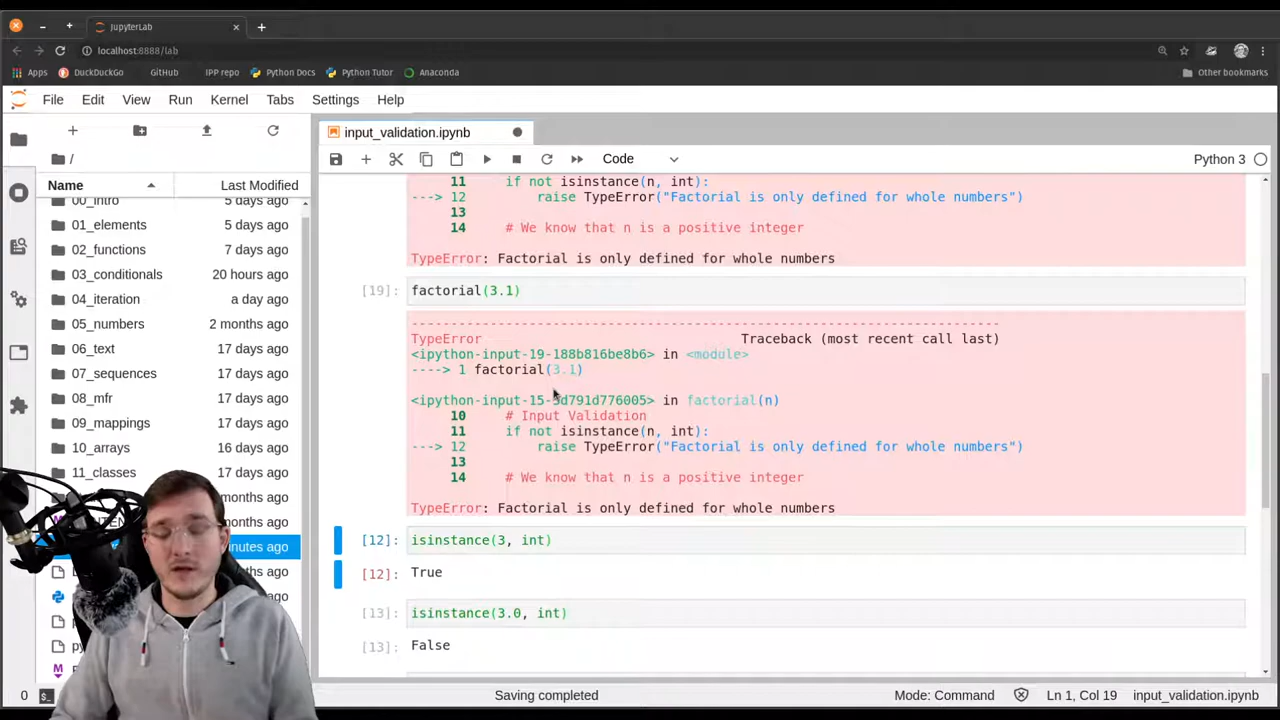 JupyterLab
localhost:8888/lab
Apps DuckDuckGo GitHub IPP repo Python Docs Python Tutor Anaconda Other bookmarks
File Edit View Run Kernel Tabs Settings Help
input_validation.ipynb
/
Code Python 3
Name Last Modified
00_intro 5 days ago
01_elements 5 days ago
02_functions 7 days ago
03_conditionals 20 hours ago
04_iteration a day ago
05_numbers 2 months ago
06_text 17 days ago
07_sequences 17 days ago
08_mfr 17 days ago
09_mappings 17 days ago
10_arrays 16 days ago
11_classes 17 days ago
months ago
months ago
ago
ago
ago
ago
ago
11 if not isinstance(n, int):
---> 12 raise TypeError("Factorial is only defined for whole numbers")
13
14 # We know that n is a positive integer
TypeError: Factorial is only defined for whole numbers
[19]: factorial(3.1)
---------------------------------------------------------------------------
TypeError Traceback (most recent call last)
<ipython-input-19-188b816be8b6> in <module>
----> 1 factorial(3.1)
in factorial(n)
10 # Input Validation
11 if not isinstance(n, int):
---> 12 raise TypeError("Factorial is only defined for whole numbers")
13
14 # We know that n is a positive integer
TypeError: Factorial is only defined for whole numbers
[12]: isinstance(3, int)
[12]: True
[13]: isinstance(3.0, int)
[13]: False
0 $_ Saving completed Mode: Command Ln 1, Col 19 input_validation.ipynb